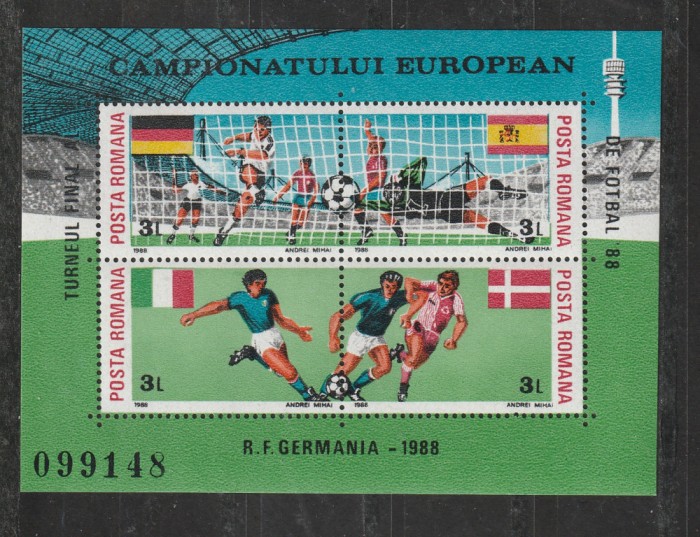 CAMPIONATULUI EUROPEAN
TURNEUL FINAL
DE FOTBAL '88
POSTA ROMANA
3L
1988
ANDREI MIHAI
POSTA ROMANA
3L
1988
ANDREI MIHAI
POSTA ROMANA
3L
1988
ANDREI MIHAI
POSTA ROMANA
3L
1988
ANDREI MIHAI
R.F. GERMANIA - 1988
099148